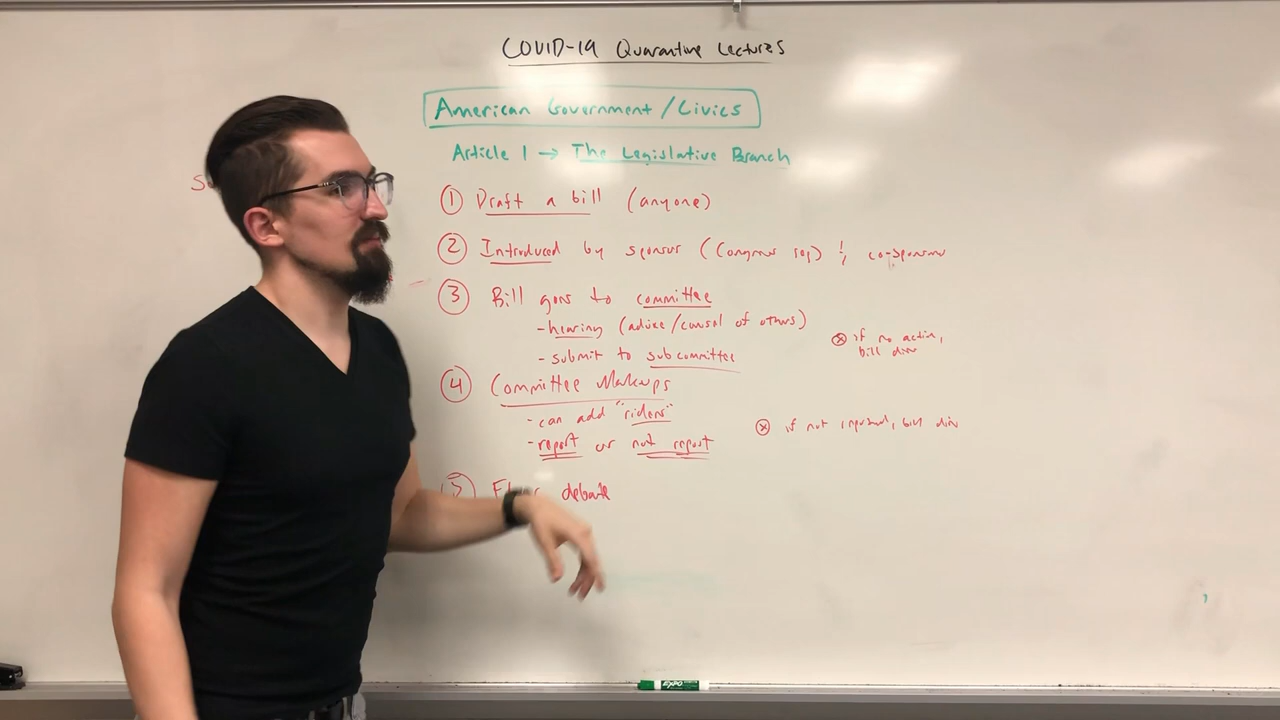 COVID-19 Quarantine Lectures
American Government/Civics
Article 1 → The Legislative Branch
① Draft a bill (anyone)
② Introduced by sponsor (Congress rep) & co-sponsor
③ Bill goes to committee
- hearing (advice/counsel of others)
- submit to subcommittee
ⓧ if no action, bill dies
④ Committee Markups
- can add "riders"
- report or not report
ⓧ if not reported, bill dies
⑤ Floor debate
EXPO